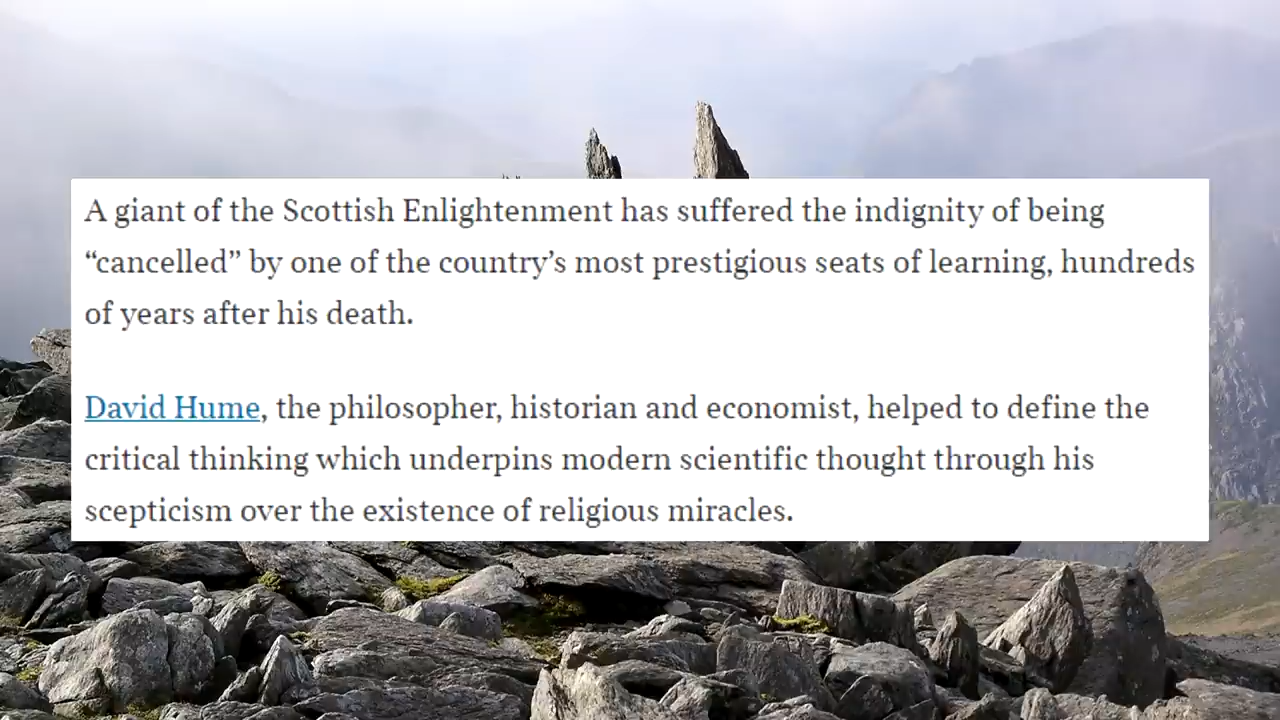 A giant of the Scottish Enlightenment has suffered the indignity of being
“cancelled” by one of the country’s most prestigious seats of learning, hundreds
of years after his death.
David Hume, the philosopher, historian and economist, helped to define the
critical thinking which underpins modern scientific thought through his
scepticism over the existence of religious miracles.